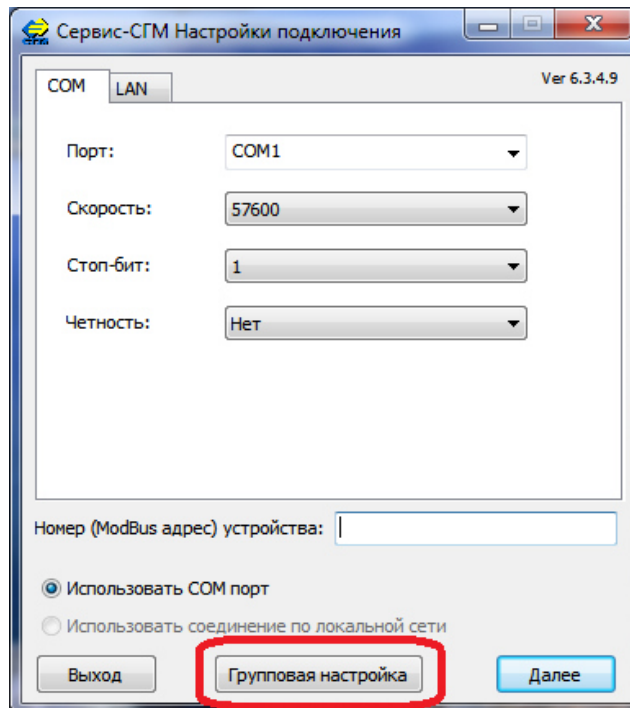 Сервис-СГМ Настройки подключения
COM LAN Ver 6.3.4.9
Порт: COM1
Скорость: 57600
Стоп-бит: 1
Четность: Нет
Номер (ModBus адрес) устройства:
Использовать COM порт
Использовать соединение по локальной сети
Выход Групповая настройка Далее